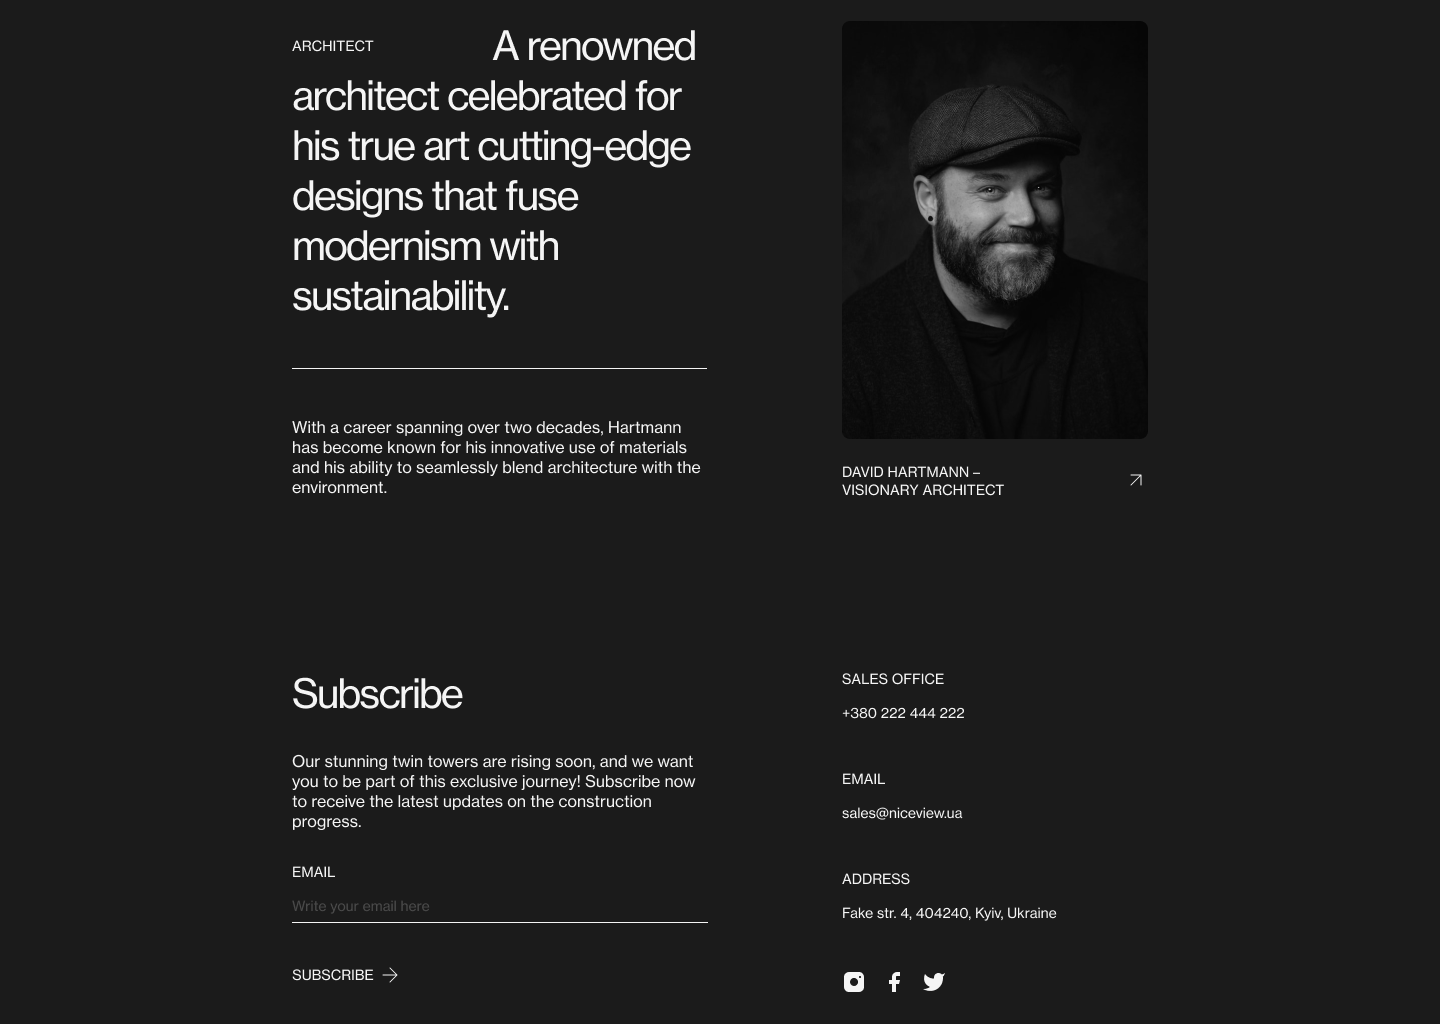 ARCHITECT
A renowned
architect celebrated for
his true art cutting-edge
designs that fuse
modernism with
sustainability.
With a career spanning over two decades, Hartmann
has become known for his innovative use of materials
and his ability to seamlessly blend architecture with the
environment.
DAVID HARTMANN –
VISIONARY ARCHITECT
Subscribe
Our stunning twin towers are rising soon, and we want
you to be part of this exclusive journey! Subscribe now
to receive the latest updates on the construction
progress.
EMAIL
Write your email here
SUBSCRIBE
SALES OFFICE
+380 222 444 222
EMAIL
sales@niceview.ua
ADDRESS
Fake str. 4, 404240, Kyiv, Ukraine